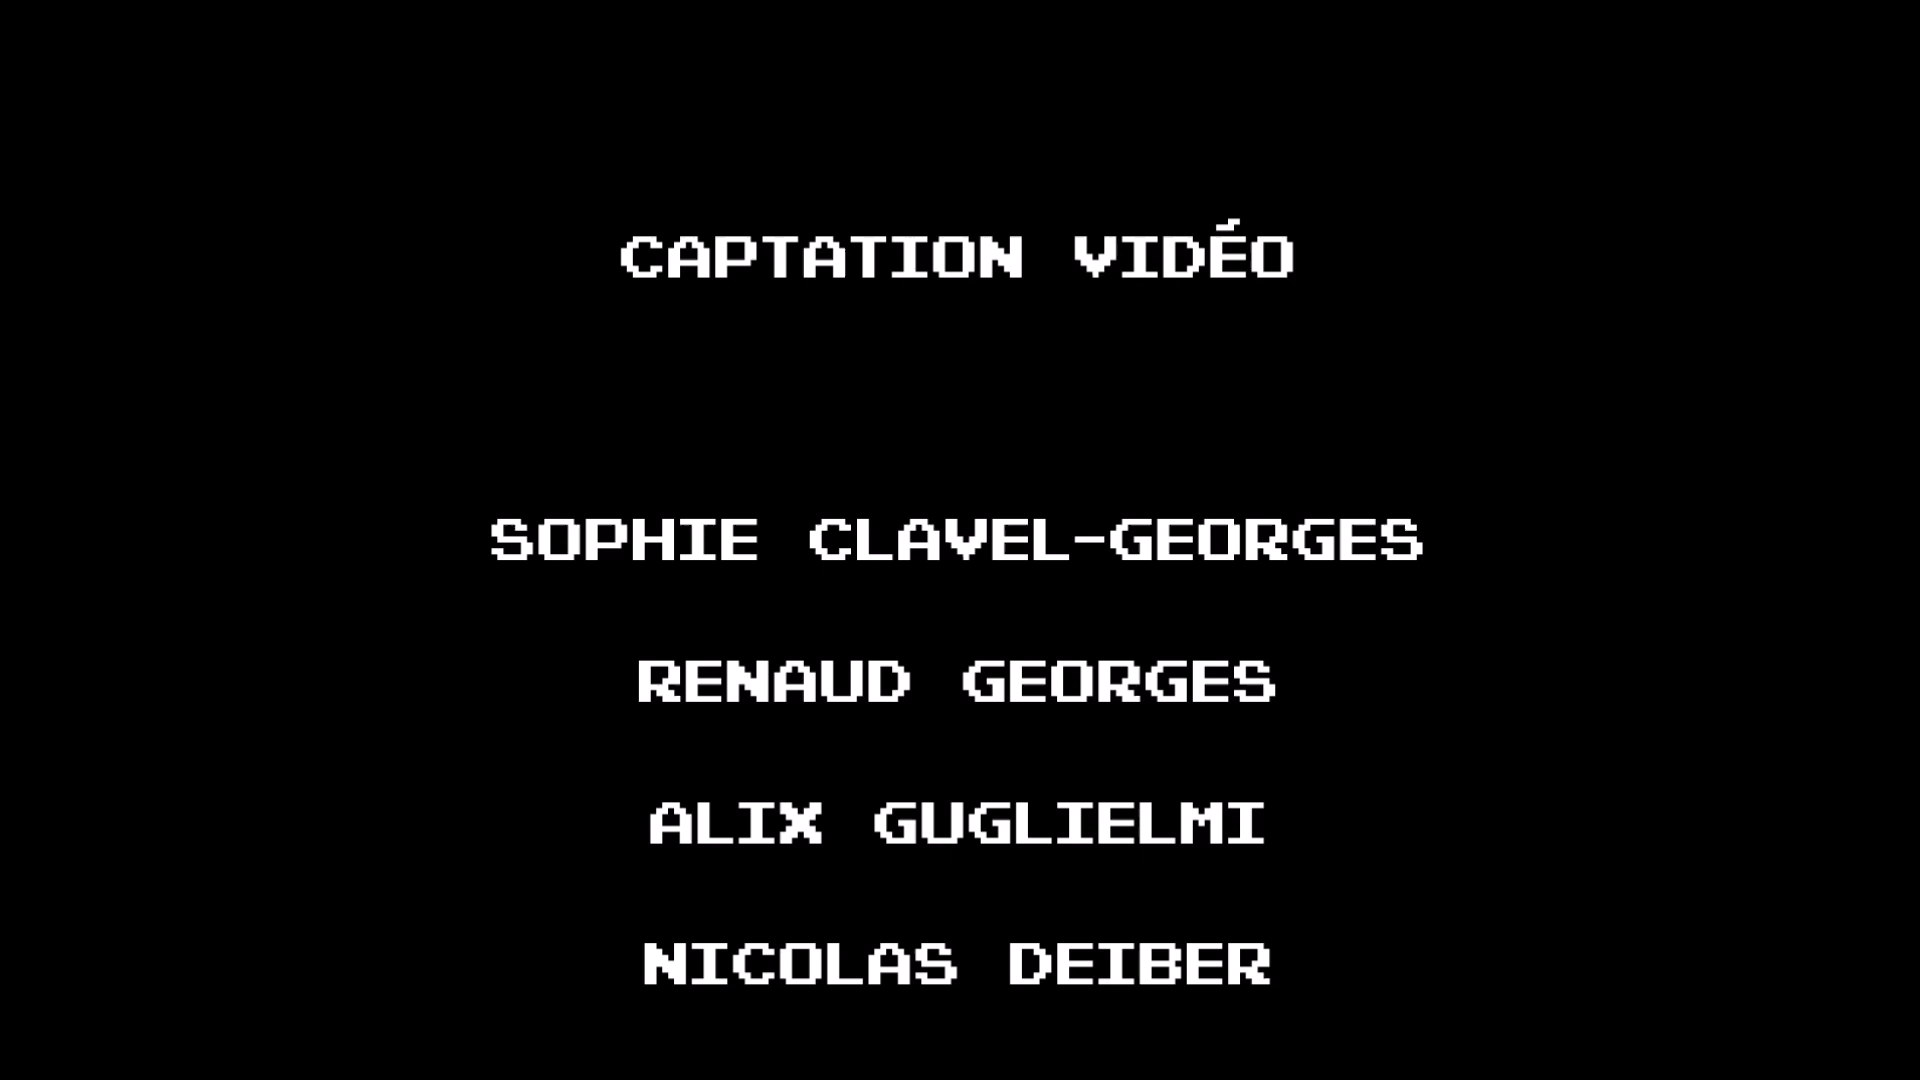 CAPTATION VIDÉO
SOPHIE CLAVEL-GEORGES
RENAUD GEORGES
ALIX GUGLIELMI
NICOLAS DEIBER